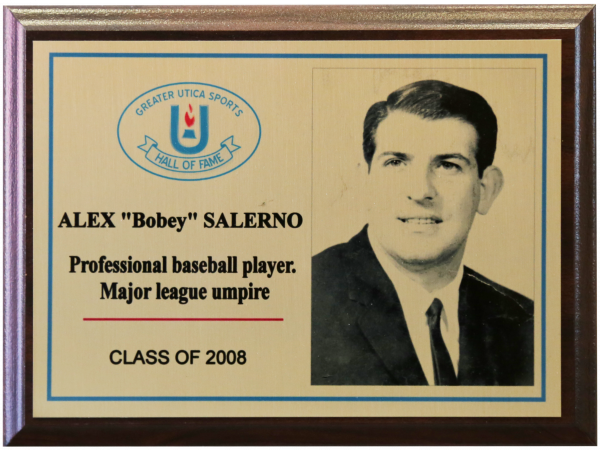 GREATER UTICA SPORTS
U
HALL OF FAME
ALEX "Bobey" SALERNO
Professional baseball player.
Major league umpire
CLASS OF 2008